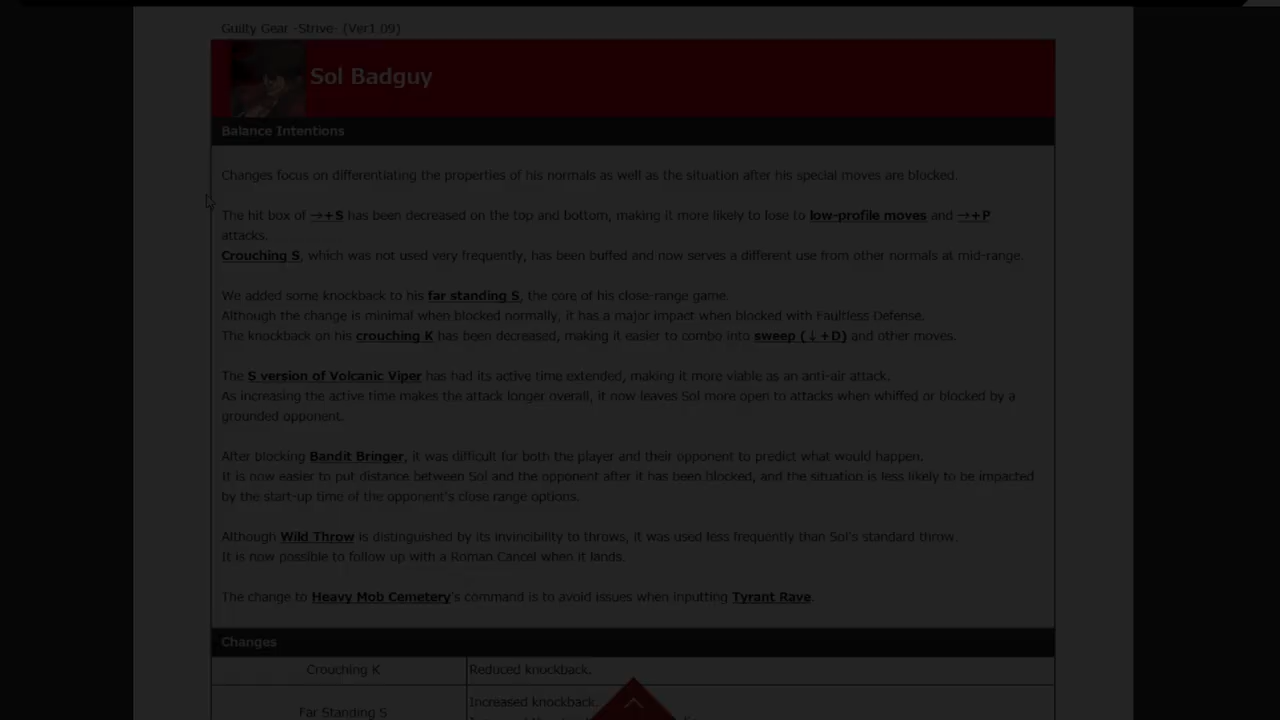 Guilty Gear -Strive- (Ver1.09)
Sol Badguy
Balance Intentions
Changes focus on differentiating the properties of his normals as well as the situation after his special moves are blocked.
The hit box of →+S has been decreased on the top and bottom, making it more likely to lose to low-profile moves and →+P
attacks.
Crouching S, which was not used very frequently, has been buffed and now serves a different use from other normals at mid-range.
We added some knockback to his far standing S, the core of his close-range game.
Although the change is minimal when blocked normally, it has a major impact when blocked with Faultless Defense.
The knockback on his crouching K has been decreased, making it easier to combo into sweep (↓+D) and other moves.
The S version of Volcanic Viper has had its active time extended, making it more viable as an anti-air attack.
As increasing the active time makes the attack longer overall, it now leaves Sol more open to attacks when whiffed or blocked by a
grounded opponent.
After blocking Bandit Bringer, it was difficult for both the player and their opponent to predict what would happen.
It is now easier to put distance between Sol and the opponent after it has been blocked, and the situation is less likely to be impacted
by the start-up time of the opponent's close range options.
Although Wild Throw is distinguished by its invincibility to throws, it was used less frequently than Sol's standard throw.
It is now possible to follow up with a Roman Cancel when it lands.
The change to Heavy Mob Cemetery's command is to avoid issues when inputting Tyrant Rave.
Changes
Crouching K
Reduced knockback.
Far Standing S
Increased knockback.